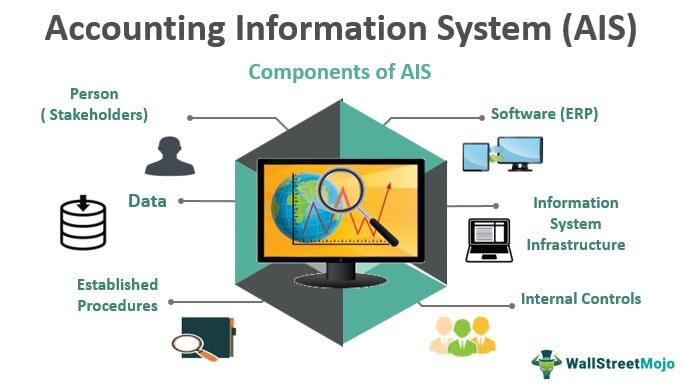 Accounting Information System (AIS)
Components of AIS
Person
( Stakeholders)
Software (ERP)
Data
Information
System
Infrastructure
Established
Procedures
Internal Controls
WallStreetMojo